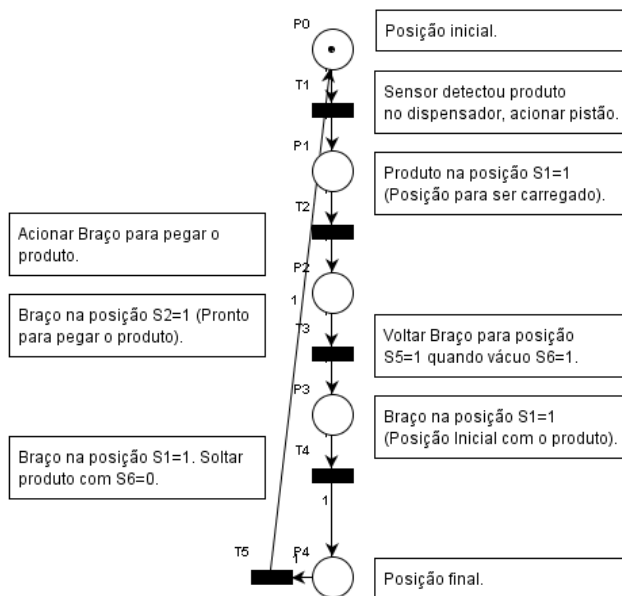 P0
Posição inicial.
T1
Sensor detectou produto
no dispensador, acionar pistão.
P1
Produto na posição S1=1
(Posição para ser carregado).
T2
Acionar Braço para pegar o
produto.
P2
1
Braço na posição S2=1 (Pronto
para pegar o produto).
T3
Voltar Braço para posição
S5=1 quando vácuo S6=1.
P3
Braço na posição S1=1
(Posição Inicial com o produto).
T4
Braço na posição S1=1. Soltar
produto com S6=0.
1
T5
P4
1
Posição final.